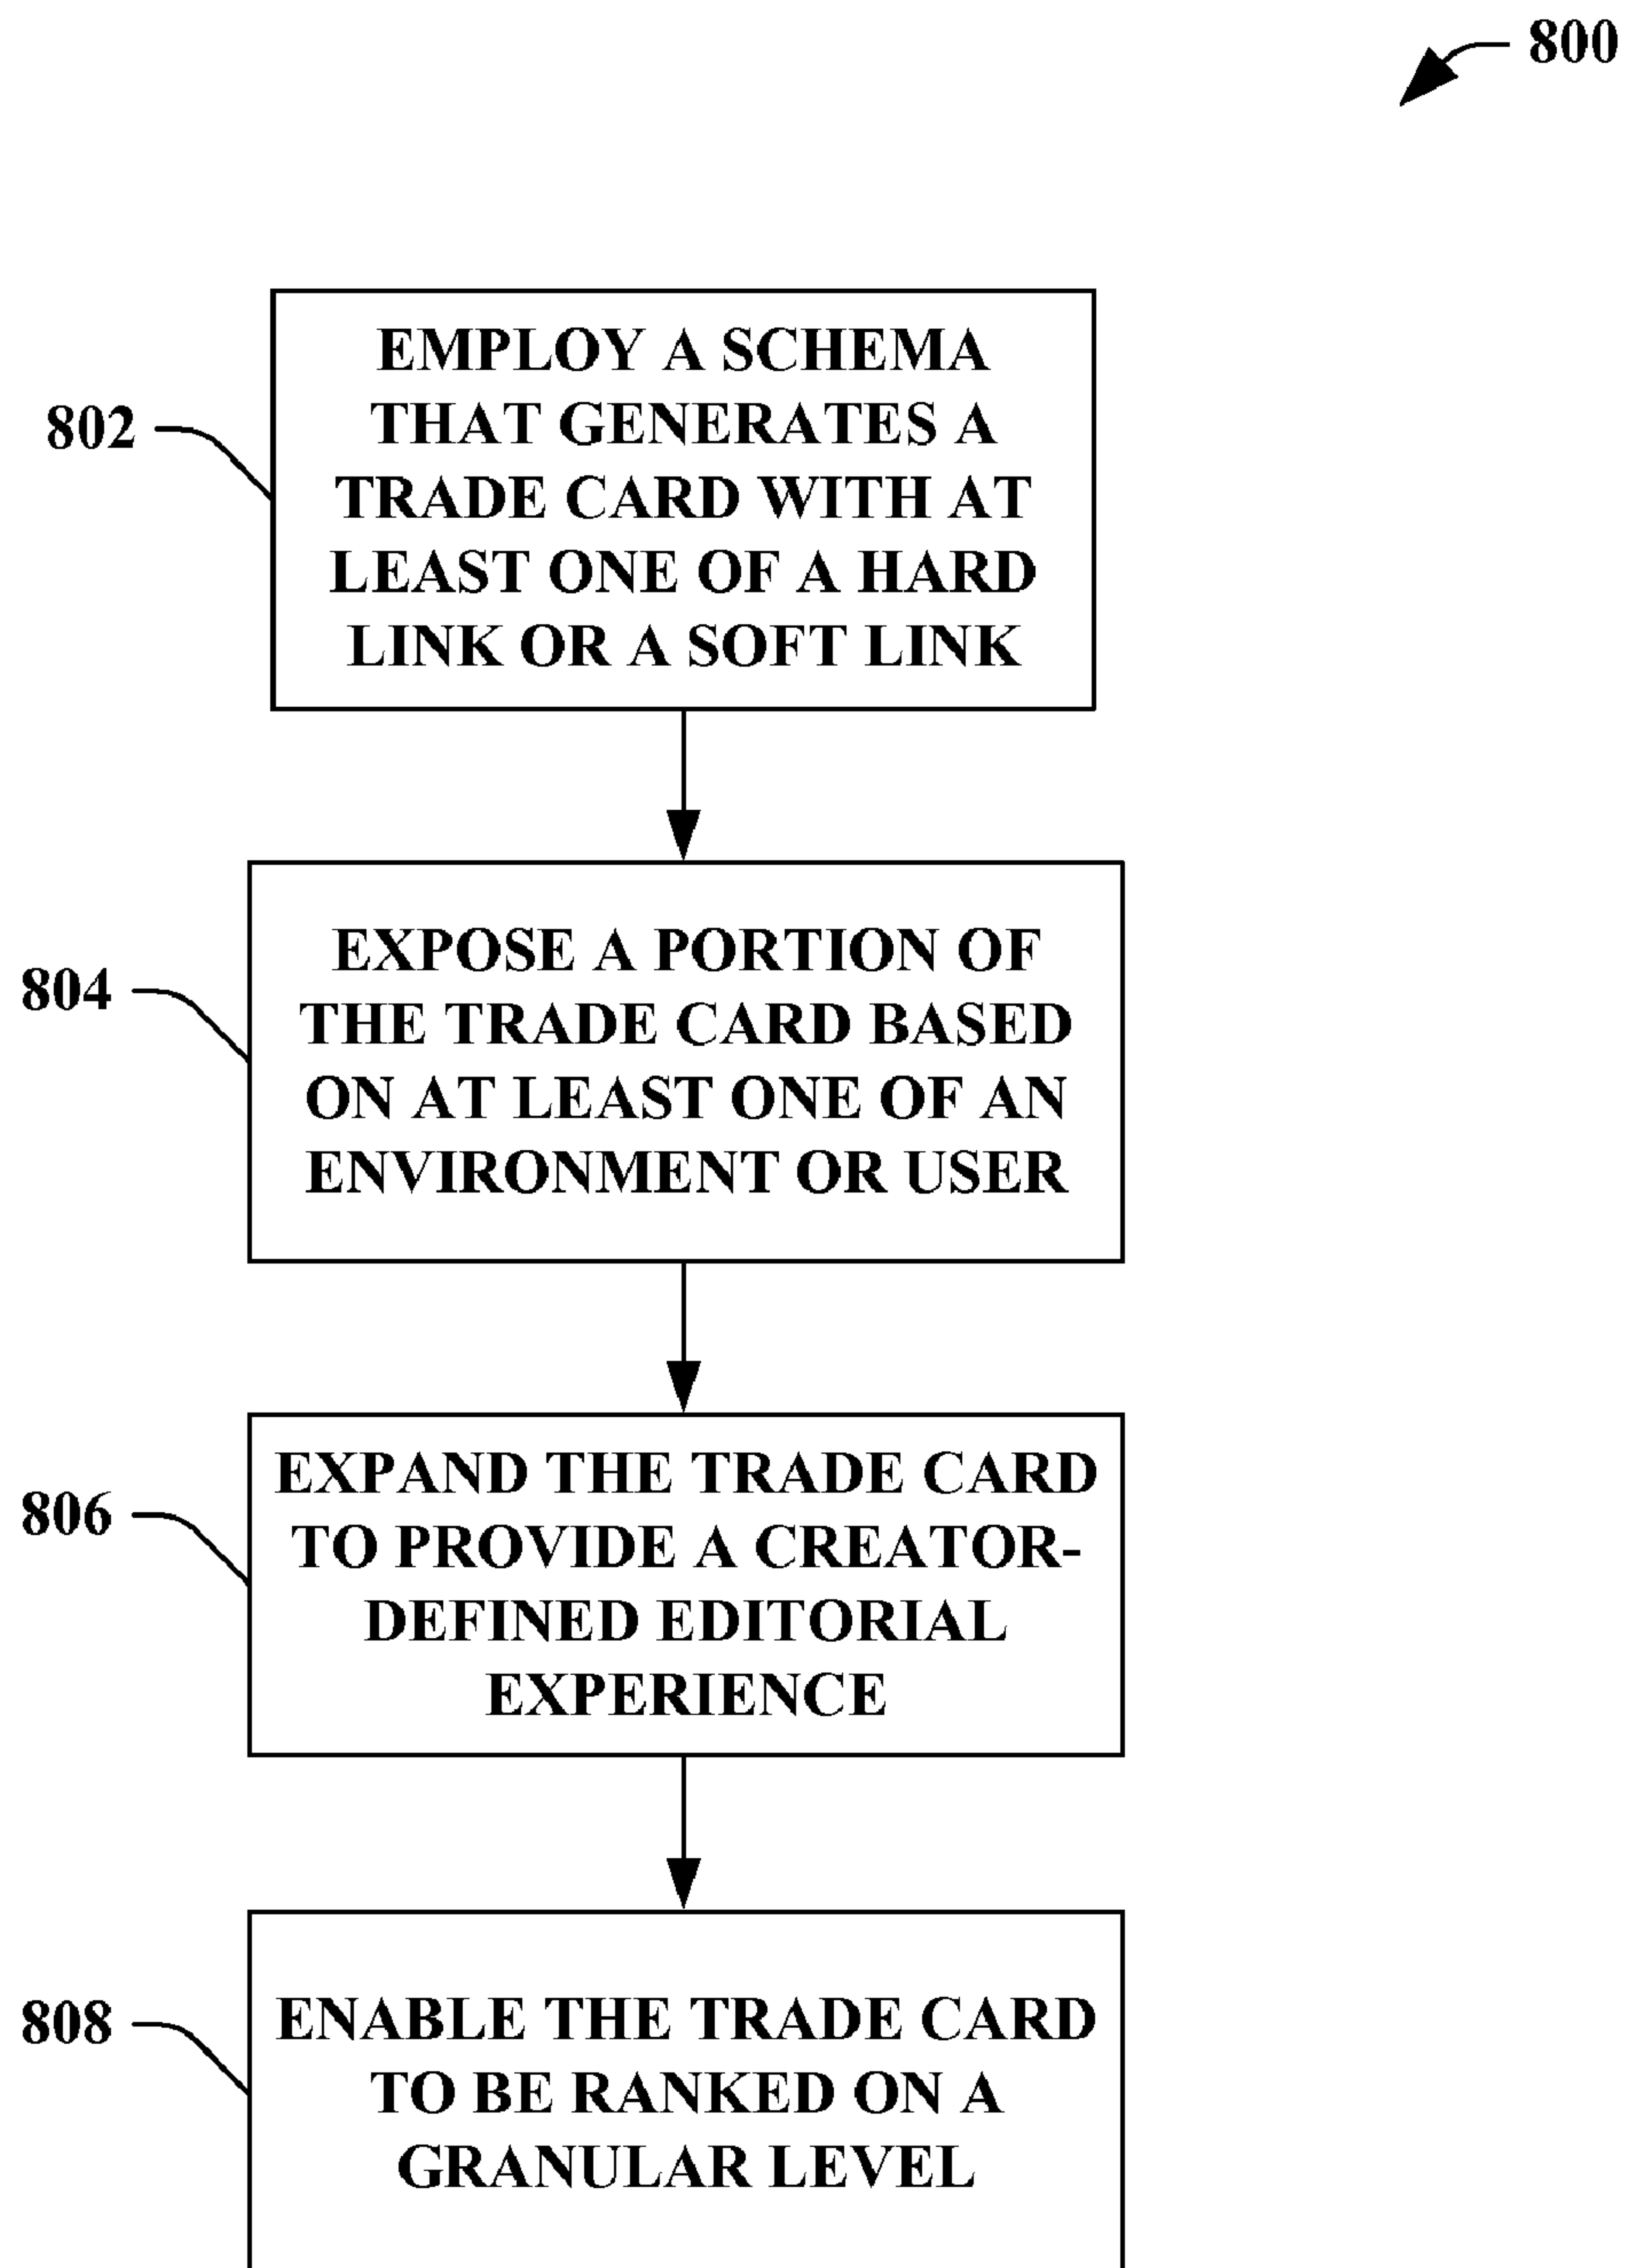 800
802
EMPLOY A SCHEMA
THAT GENERATES A
TRADE CARD WITH AT
LEAST ONE OF A HARD
LINK OR A SOFT LINK
804
EXPOSE A PORTION OF
THE TRADE CARD BASED
ON AT LEAST ONE OF AN
ENVIRONMENT OR USER
806
EXPAND THE TRADE CARD
TO PROVIDE A CREATOR-
DEFINED EDITORIAL
EXPERIENCE
808
ENABLE THE TRADE CARD
TO BE RANKED ON A
GRANULAR LEVEL